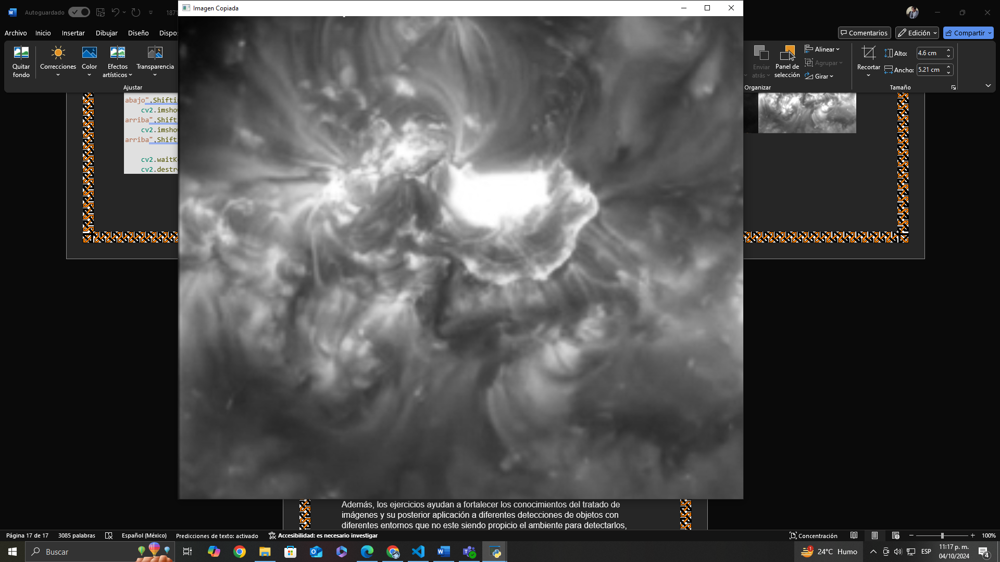 Imagen Copiada
Autoguardado
Archivo Inicio Insertar Dibujar Diseño
Comentarios Edición Compartir
Quitar fondo
Correcciones
Color
Efectos artísticos
Transparencia
Ajustar
Enviar atrás
Panel de selección
Alinear
Agrupar
Girar
Organizar
Recortar
Alto: 4.6 cm
Ancho: 5.21 cm
Tamaño
abajo",Shifti
cv2.imshow
arriba",Shift
cv2.imshow
arriba",Shift
cv2.waitK
cv2.destr
Además, los ejercicios ayudan a fortalecer los conocimientos del tratado de
imágenes y su posterior aplicación a diferentes detecciones de objetos con
diferentes entornos que no este siendo propicio el ambiente para detectarlos,
Página 17 de 17 3085 palabras Español (México) Predicciones de texto: activado Accesibilidad: es necesario investigar
Concentración 100%
Buscar
24°C Humo
ESP
11:17 p. m.
04/10/2024
4